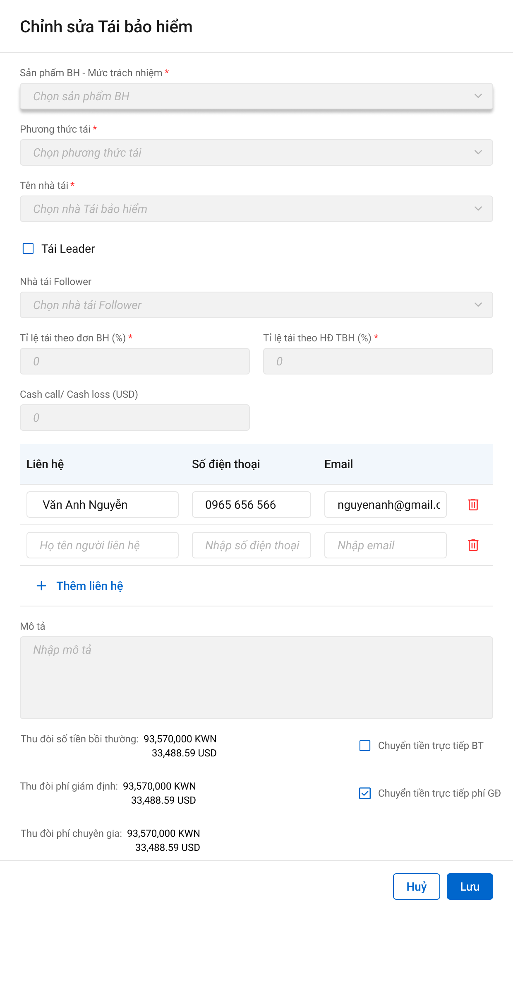 Chỉnh sửa Tái bảo hiểm
Sản phẩm BH - Mức trách nhiệm *
Chọn sản phẩm BH
Phương thức tái *
Chọn phương thức tái
Tên nhà tái *
Chọn nhà Tái bảo hiểm
Tái Leader
Nhà tái Follower
Chọn nhà tái Follower
Tỉ lệ tái theo đơn BH (%) * Tỉ lệ tái theo HĐ TBH (%) *
0 0
Cash call/ Cash loss (USD)
0
Liên hệ Số điện thoại Email
Văn Anh Nguyễn 0965 656 566 nguyenanh@gmail.c
Họ tên người liên hệ Nhập số điện thoại Nhập email
+ Thêm liên hệ
Mô tả
Nhập mô tả
Thu đòi số tiền bồi thường: 93,570,000 KWN
33,488.59 USD
Chuyển tiền trực tiếp BT
Thu đòi phí giám định: 93,570,000 KWN
33,488.59 USD
Chuyển tiền trực tiếp phí GĐ
Thu đòi phí chuyên gia: 93,570,000 KWN
33,488.59 USD
Huỷ Lưu